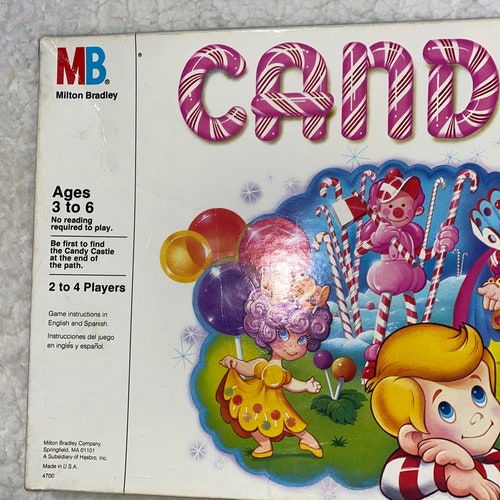 MB®
Milton Bradley
CAND
Ages
3 to 6
No reading
required to play.
Be first to find
the Candy Castle
at the end of
the path.
2 to 4 Players
Game instructions in
English and Spanish.
Instrucciones del juego
en inglés y español.
Milton Bradley Company
Springfield, MA 01101
A Subsidiary of Hasbro, Inc.
Made in U.S.A.
4700